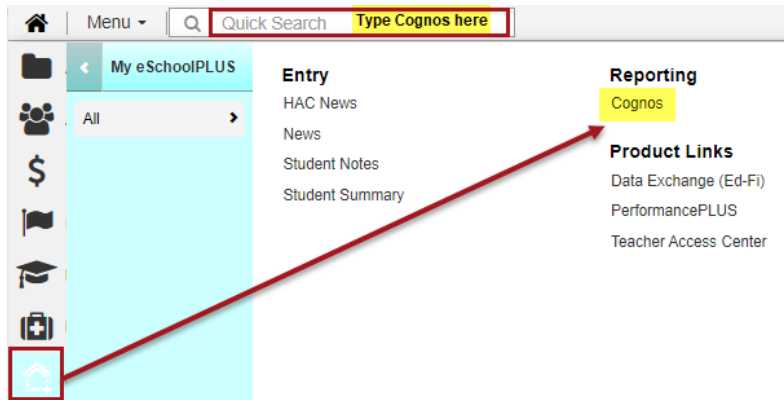 Menu
Quick Search Type Cognos here
My eSchoolPLUS
All
Entry
HAC News
News
Student Notes
Student Summary
Reporting
Cognos
Product Links
Data Exchange (Ed-Fi)
PerformancePLUS
Teacher Access Center